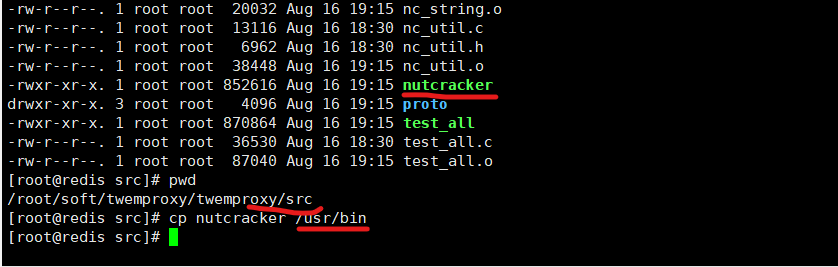 -rw-r--r--. 1 root root  20032 Aug 16 19:15 nc_string.o
-rw-r--r--. 1 root root  13116 Aug 16 18:30 nc_util.c
-rw-r--r--. 1 root root   6962 Aug 16 18:30 nc_util.h
-rw-r--r--. 1 root root  38448 Aug 16 19:15 nc_util.o
-rwxr-xr-x. 1 root root 852616 Aug 16 19:15 nutcracker
drwxr-xr-x. 3 root root   4096 Aug 16 19:15 proto
-rwxr-xr-x. 1 root root 870864 Aug 16 19:15 test_all
-rw-r--r--. 1 root root  36530 Aug 16 18:30 test_all.c
-rw-r--r--. 1 root root  87040 Aug 16 19:15 test_all.o
[root@redis src]# pwd
/root/soft/twemproxy/twemproxy/src
[root@redis src]# cp nutcracker /usr/bin
[root@redis src]#